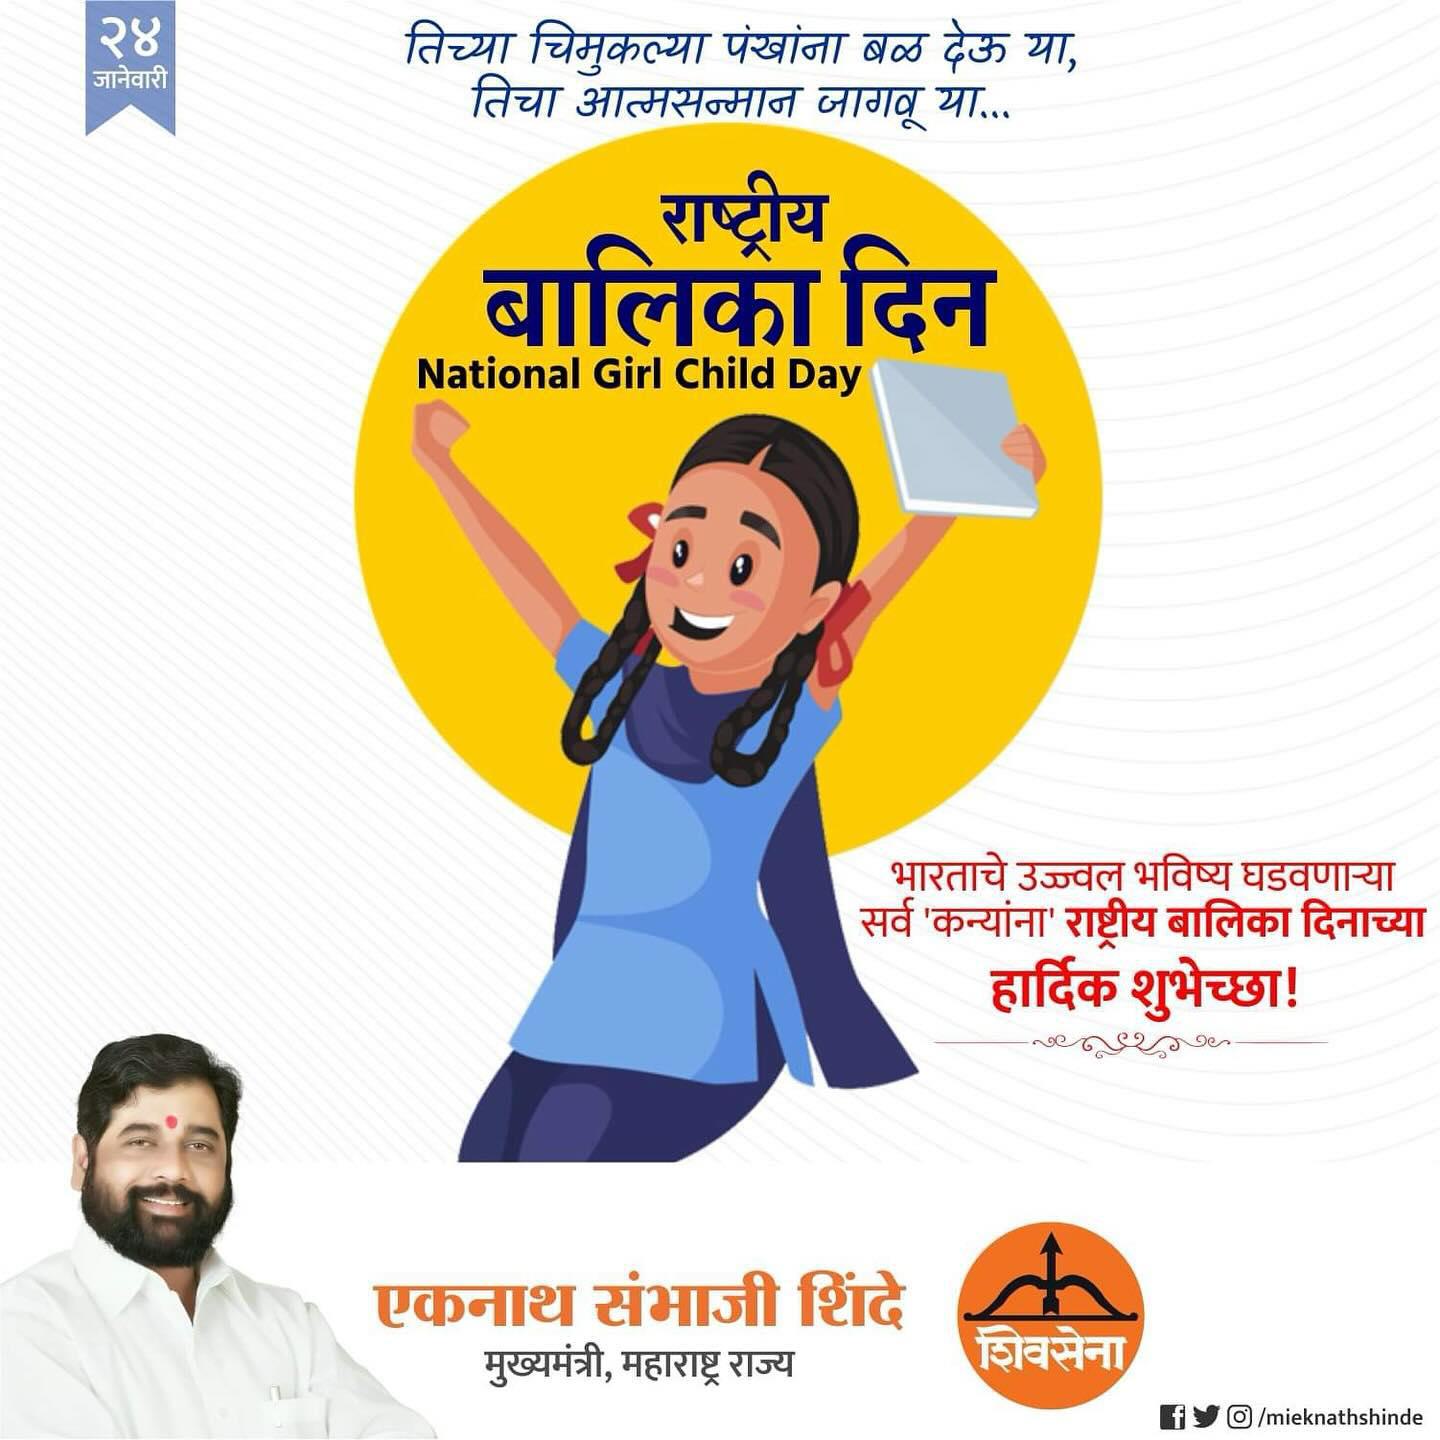 २४
जानेवारी
तिच्या चिमुकल्या पंखांना बळ देऊ या,
तिचा आत्मसन्मान जागवू या...
राष्ट्रीय
बालिका दिन
National Girl Child Day
भारताचे उज्ज्वल भविष्य घडवणाऱ्या
सर्व 'कन्यांना' राष्ट्रीय बालिका दिनाच्या
हार्दिक शुभेच्छा!
एकनाथ संभाजी शिंदे
मुख्यमंत्री, महाराष्ट्र राज्य
शिवसेना
/mieknathshinde